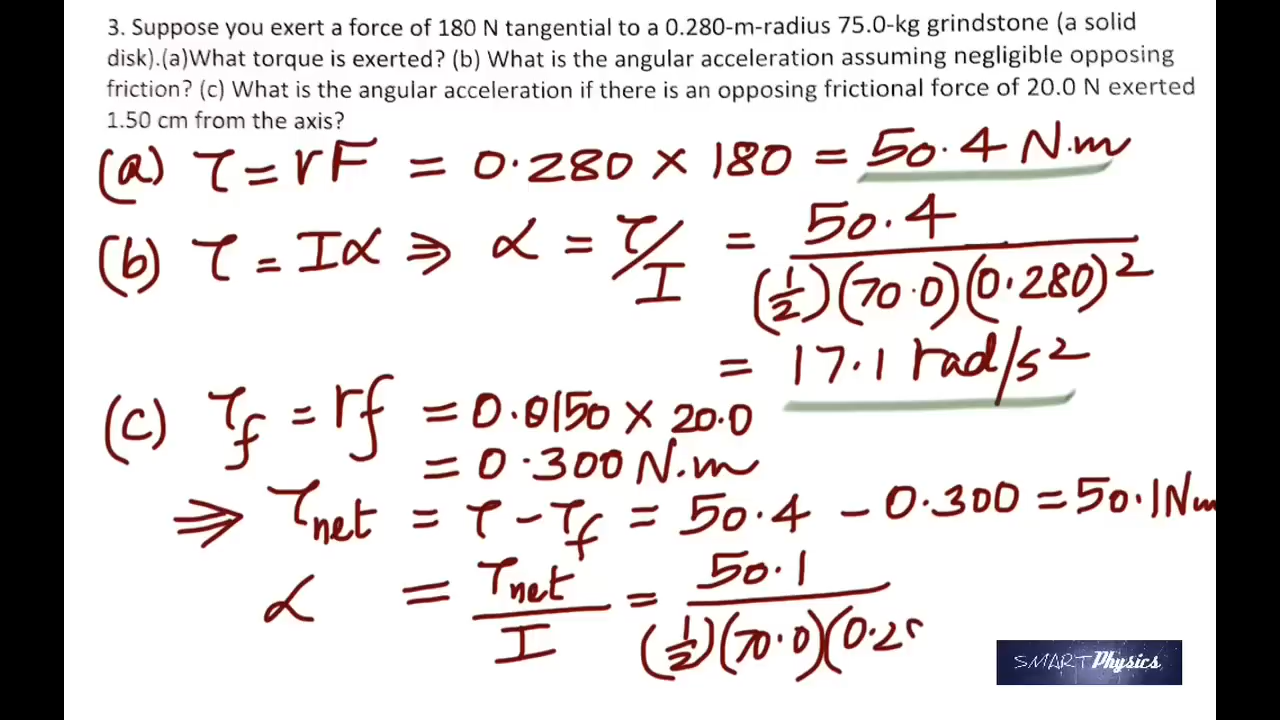 3. Suppose you exert a force of 180 N tangential to a 0.280-m-radius 75.0-kg grindstone (a solid
disk).(a)What torque is exerted? (b) What is the angular acceleration assuming negligible opposing
friction? (c) What is the angular acceleration if there is an opposing frictional force of 20.0 N exerted
1.50 cm from the axis?
(a) τ = rF = 0.280 × 180 = 50.4 N.m
(b) τ = Iα ⇒ α = τ/I = 50.4 / (1/2)(70.0)(0.280)²
= 17.1 rad/s²
(c) τf = rf = 0.0150 × 20.0
= 0.300 N.m
⇒ τnet = τ - τf = 50.4 - 0.300 = 50.1 Nm
α = τnet / I = 50.1 / (1/2)(70.0)(0.2
SMART Physics